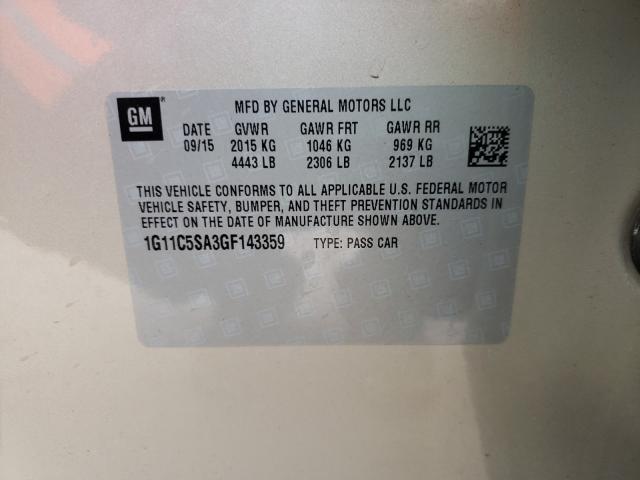 GM ® MFD BY GENERAL MOTORS LLC
DATE GVWR GAWR FRT GAWR RR
09/15 2015 KG 1046 KG 969 KG
4443 LB 2306 LB 2137 LB
THIS VEHICLE CONFORMS TO ALL APPLICABLE U.S. FEDERAL MOTOR
VEHICLE SAFETY, BUMPER, AND THEFT PREVENTION STANDARDS IN
EFFECT ON THE DATE OF MANUFACTURE SHOWN ABOVE.
1G11C5SA3GF143359 TYPE: PASS CAR